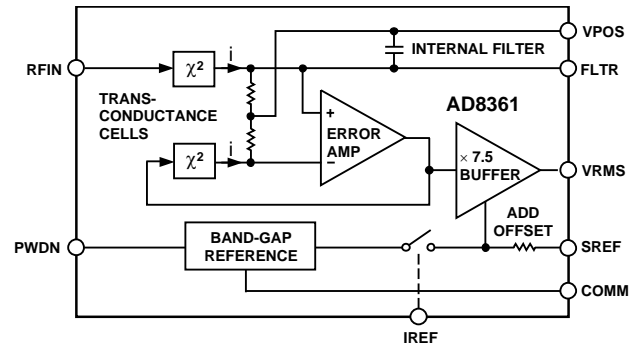 VPOS
INTERNAL FILTER
RFIN
χ²
i
FLTR
TRANS-
CONDUCTANCE
CELLS
AD8361
+
ERROR
AMP
−
χ²
i
× 7.5
BUFFER
VRMS
ADD
OFFSET
PWDN
BAND-GAP
REFERENCE
SREF
COMM
IREF